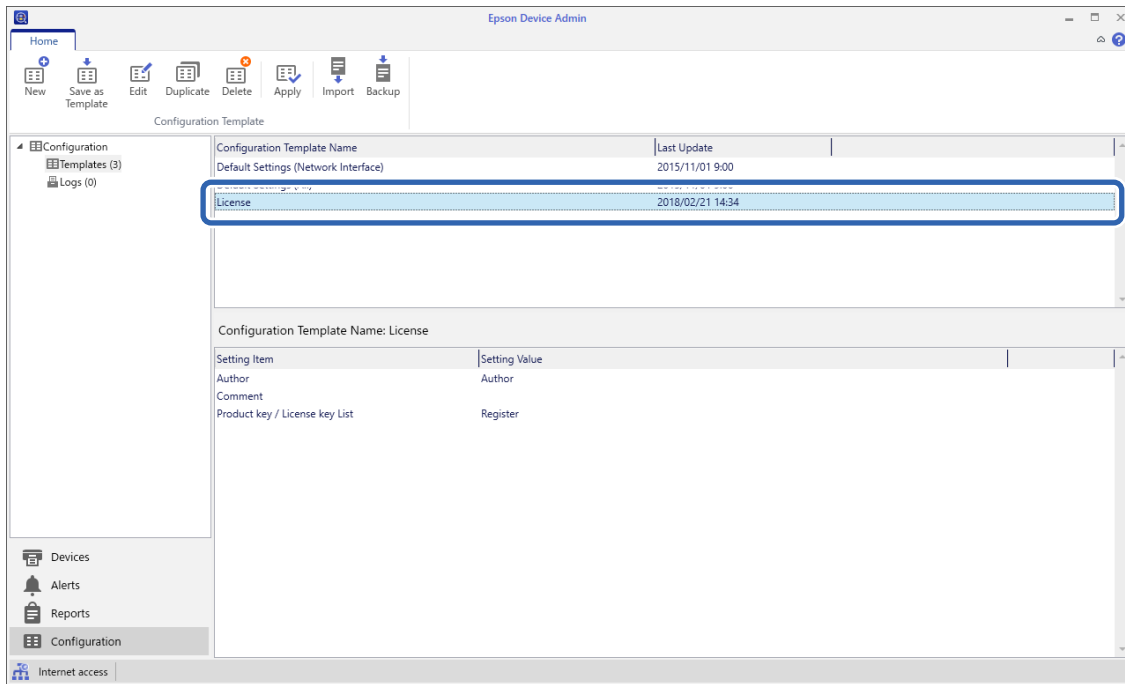 Epson Device Admin
Home
New Save as Template Edit Duplicate Delete Apply Import Backup
Configuration Template
Configuration
Templates (3)
Logs (0)
Configuration Template Name Last Update
Default Settings (Network Interface) 2015/11/01 9:00
License 2018/02/21 14:34
Configuration Template Name: License
Setting Item Setting Value
Author Author
Comment
Product key / License key List Register
Devices
Alerts
Reports
Configuration
Internet access